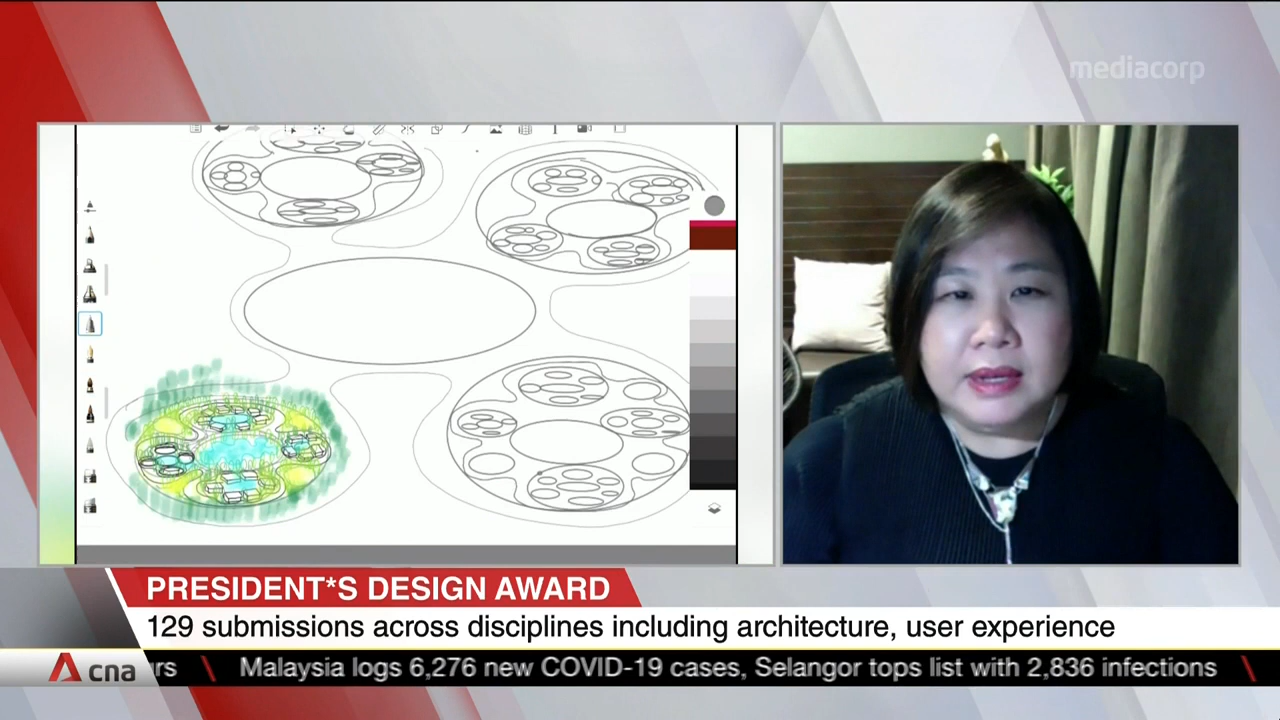 mediacorp
PRESIDENT*S DESIGN AWARD
129 submissions across disciplines including architecture, user experience
cna
rs \ Malaysia logs 6,276 new COVID-19 cases, Selangor tops list with 2,836 infections \